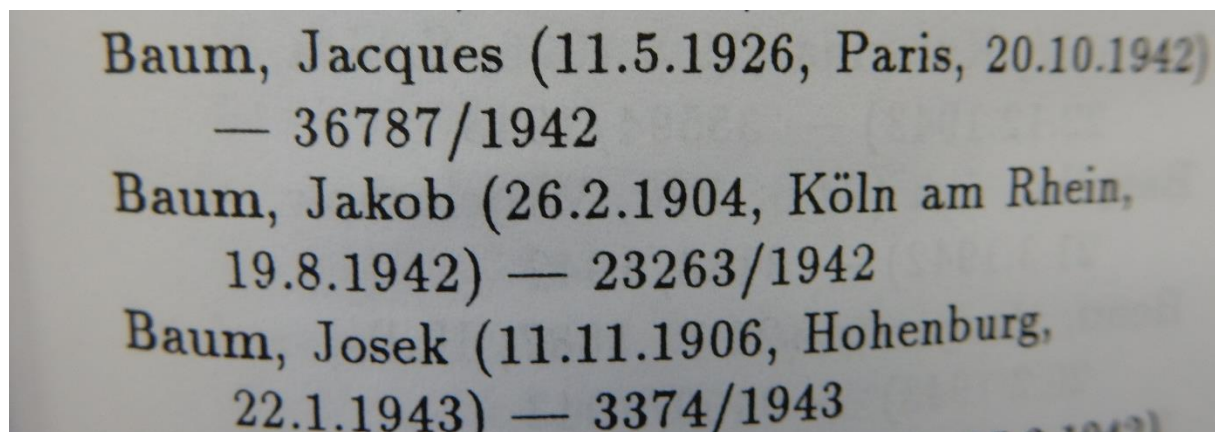 Baum, Jacques (11.5.1926, Paris, 20.10.1942)
— 36787/1942
Baum, Jakob (26.2.1904, Köln am Rhein,
19.8.1942) — 23263/1942
Baum, Josek (11.11.1906, Hohenburg,
22.1.1943) — 3374/1943